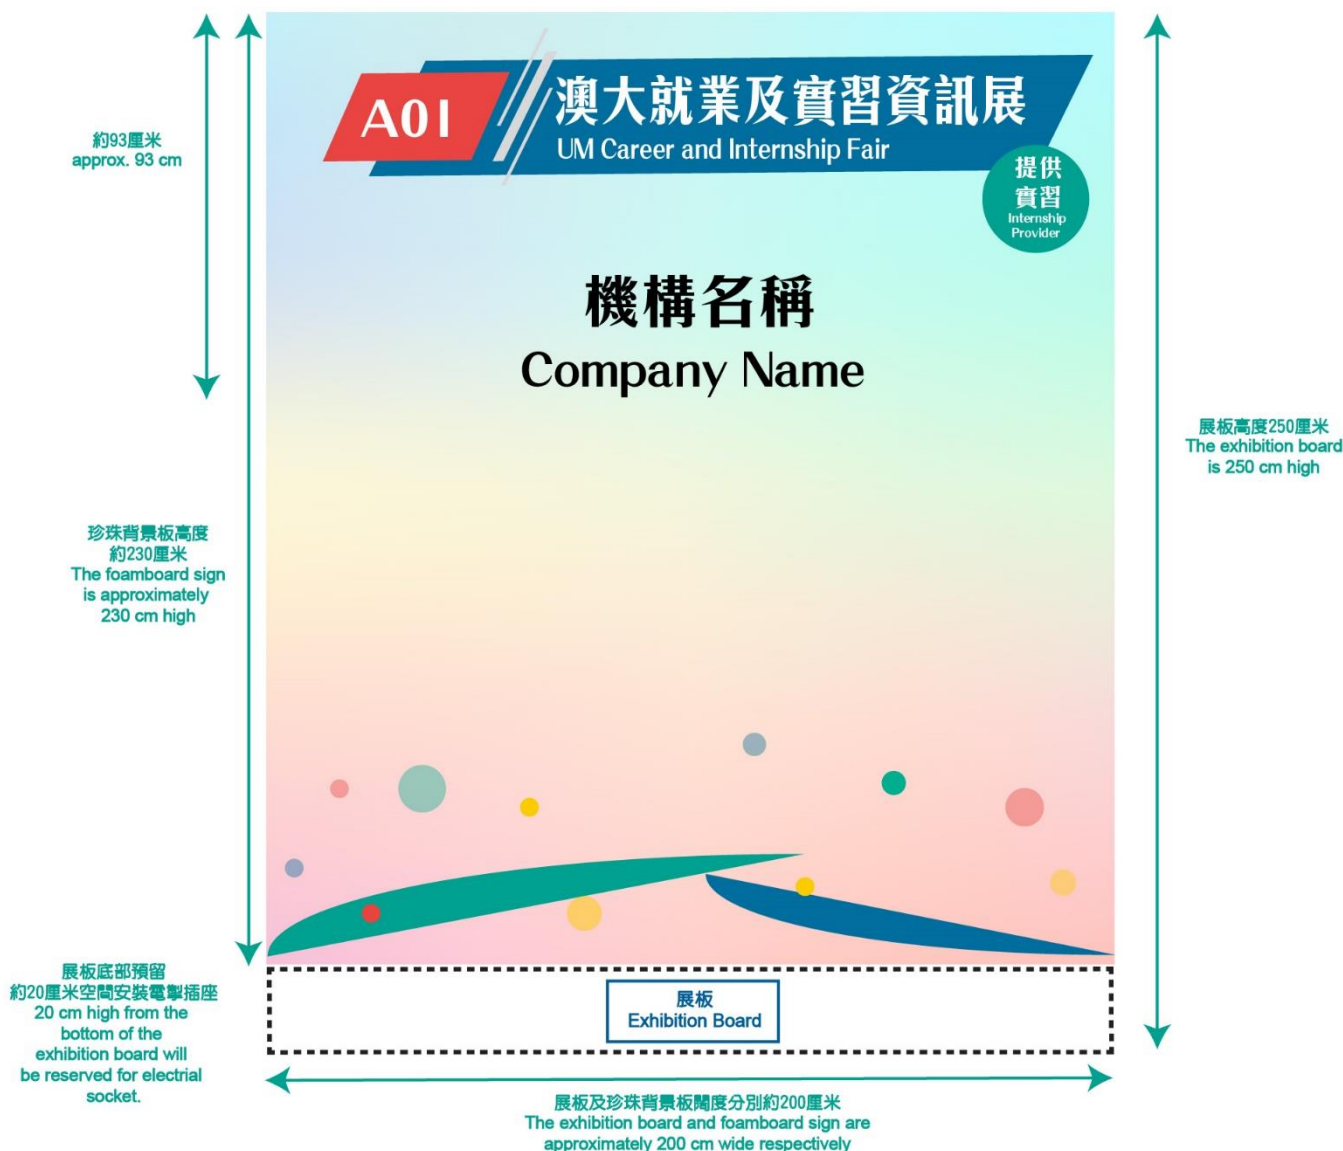 A01
澳大就業及實習資訊展
UM Career and Internship Fair
提供
實習
Internship
Provider
機構名稱
Company Name
約93厘米
approx. 93 cm
珍珠背景板高度
約230厘米
The foamboard sign
is approximately
230 cm high
展板高度250厘米
The exhibition board
is 250 cm high
展板底部預留
約20厘米空間安裝電掣插座
20 cm high from the
bottom of the
exhibition board will
be reserved for electrial
socket.
展板
Exhibition Board
展板及珍珠背景板闊度分別約200厘米
The exhibition board and foamboard sign are
approximately 200 cm wide respectively